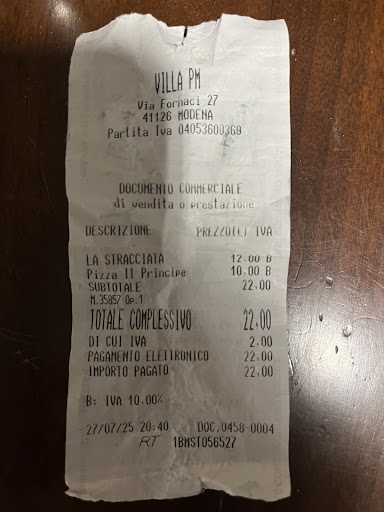 VILLA PM
Via Fornaci 27
41126 MODENA
Partita Iva 04053600369
DOCUMENTO COMMERCIALE
di vendita o prestazione
DESCRIZIONE PREZZO(€) IVA
LA STRACCIATA 12.00 B
Pizza Il Principe 10.00 B
SUBTOTALE 22.00
M.35857 Op.1
TOTALE COMPLESSIVO 22.00
DI CUI IVA 2.00
PAGAMENTO ELETTRONICO 22.00
IMPORTO PAGATO 22.00
B: IVA 10.00%
27/07/25 20:40 DOC.0458-0004
RT 1BMST056527